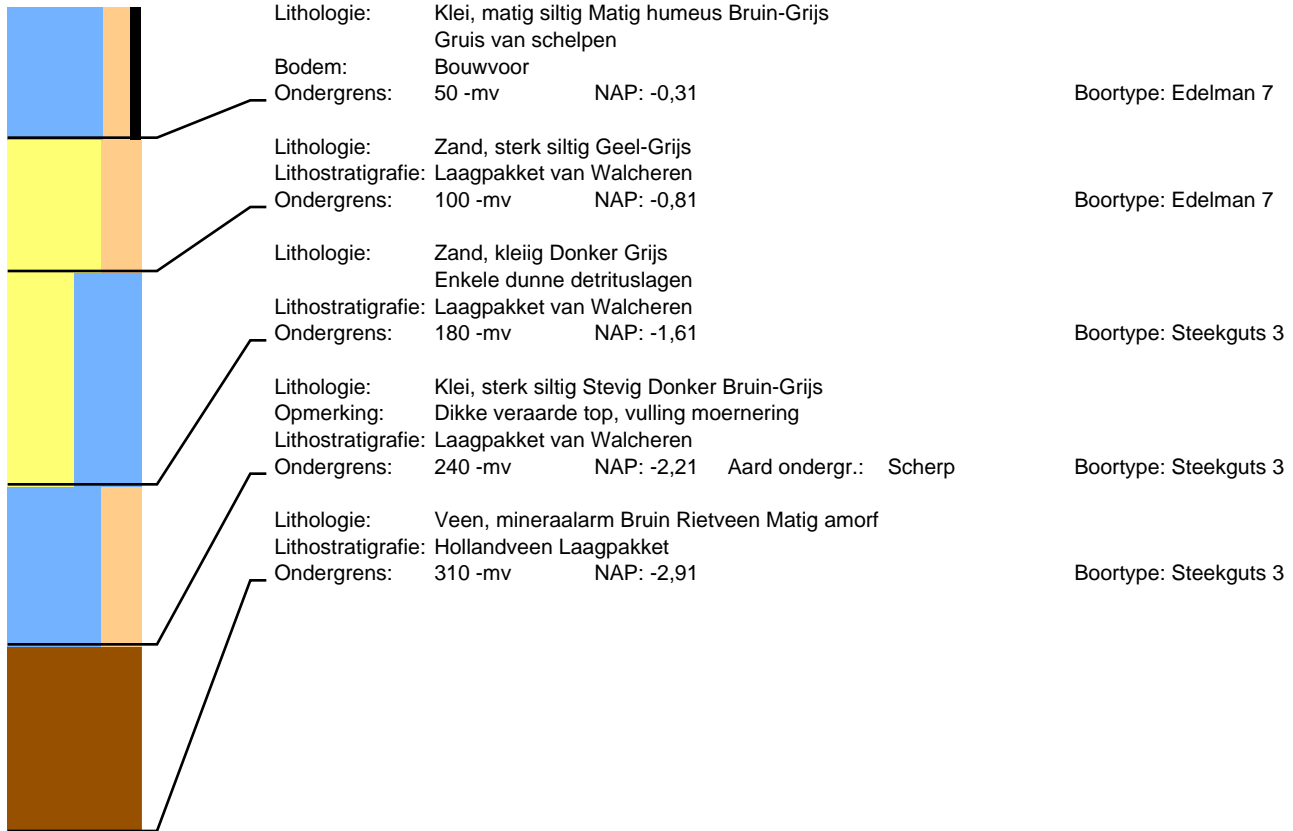 Lithologie: Klei, matig siltig Matig humeus Bruin-Grijs
Gruis van schelpen
Bodem: Bouwvoor
Ondergrens: 50 -mv NAP: -0,31 Boortype: Edelman 7
Lithologie: Zand, sterk siltig Geel-Grijs
Lithostratigrafie: Laagpakket van Walcheren
Ondergrens: 100 -mv NAP: -0,81 Boortype: Edelman 7
Lithologie: Zand, kleiig Donker Grijs
Enkele dunne detrituslagen
Lithostratigrafie: Laagpakket van Walcheren
Ondergrens: 180 -mv NAP: -1,61 Boortype: Steekguts 3
Lithologie: Klei, sterk siltig Stevig Donker Bruin-Grijs
Opmerking: Dikke veraarde top, vulling moernering
Lithostratigrafie: Laagpakket van Walcheren
Ondergrens: 240 -mv NAP: -2,21 Aard ondergr.: Scherp Boortype: Steekguts 3
Lithologie: Veen, mineraalarm Bruin Rietveen Matig amorf
Lithostratigrafie: Hollandveen Laagpakket
Ondergrens: 310 -mv NAP: -2,91 Boortype: Steekguts 3